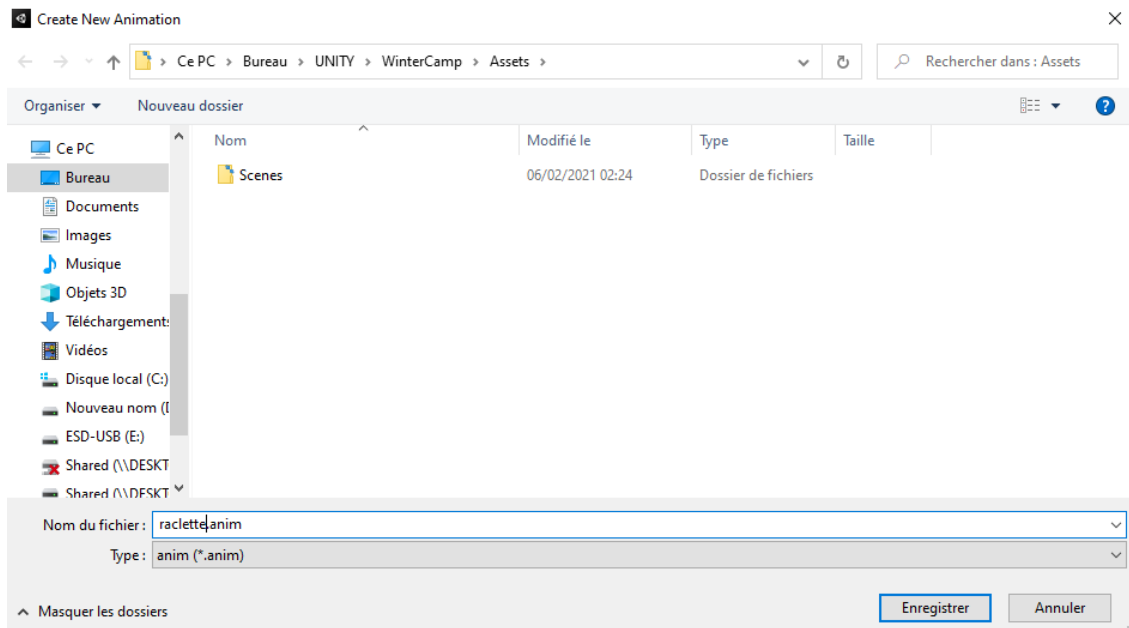 Create New Animation
Ce PC > Bureau > UNITY > WinterCamp > Assets >
Rechercher dans : Assets
Organiser
Nouveau dossier
Nom
Modifié le
Type
Taille
Ce PC
Bureau
Documents
Images
Musique
Objets 3D
Téléchargements
Vidéos
Disque local (C:)
Nouveau nom (D
ESD-USB (E:)
Shared (\\DESKT
Shared (\\DESKT
Scenes
06/02/2021 02:24
Dossier de fichiers
Nom du fichier :
raclette.anim
Type :
anim (*.anim)
Masquer les dossiers
Enregistrer
Annuler